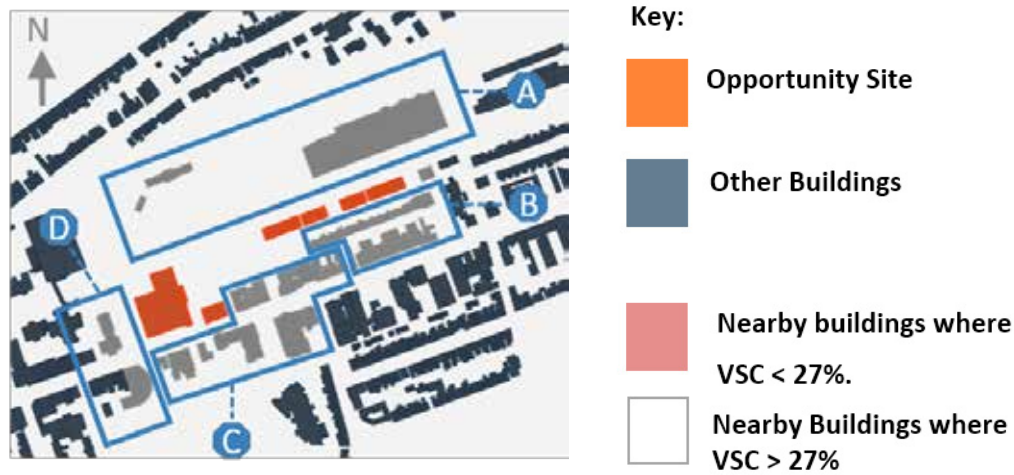 N
A
B
D
C
Key:
Opportunity Site
Other Buildings
Nearby buildings where
VSC < 27%.
Nearby Buildings where
VSC > 27%